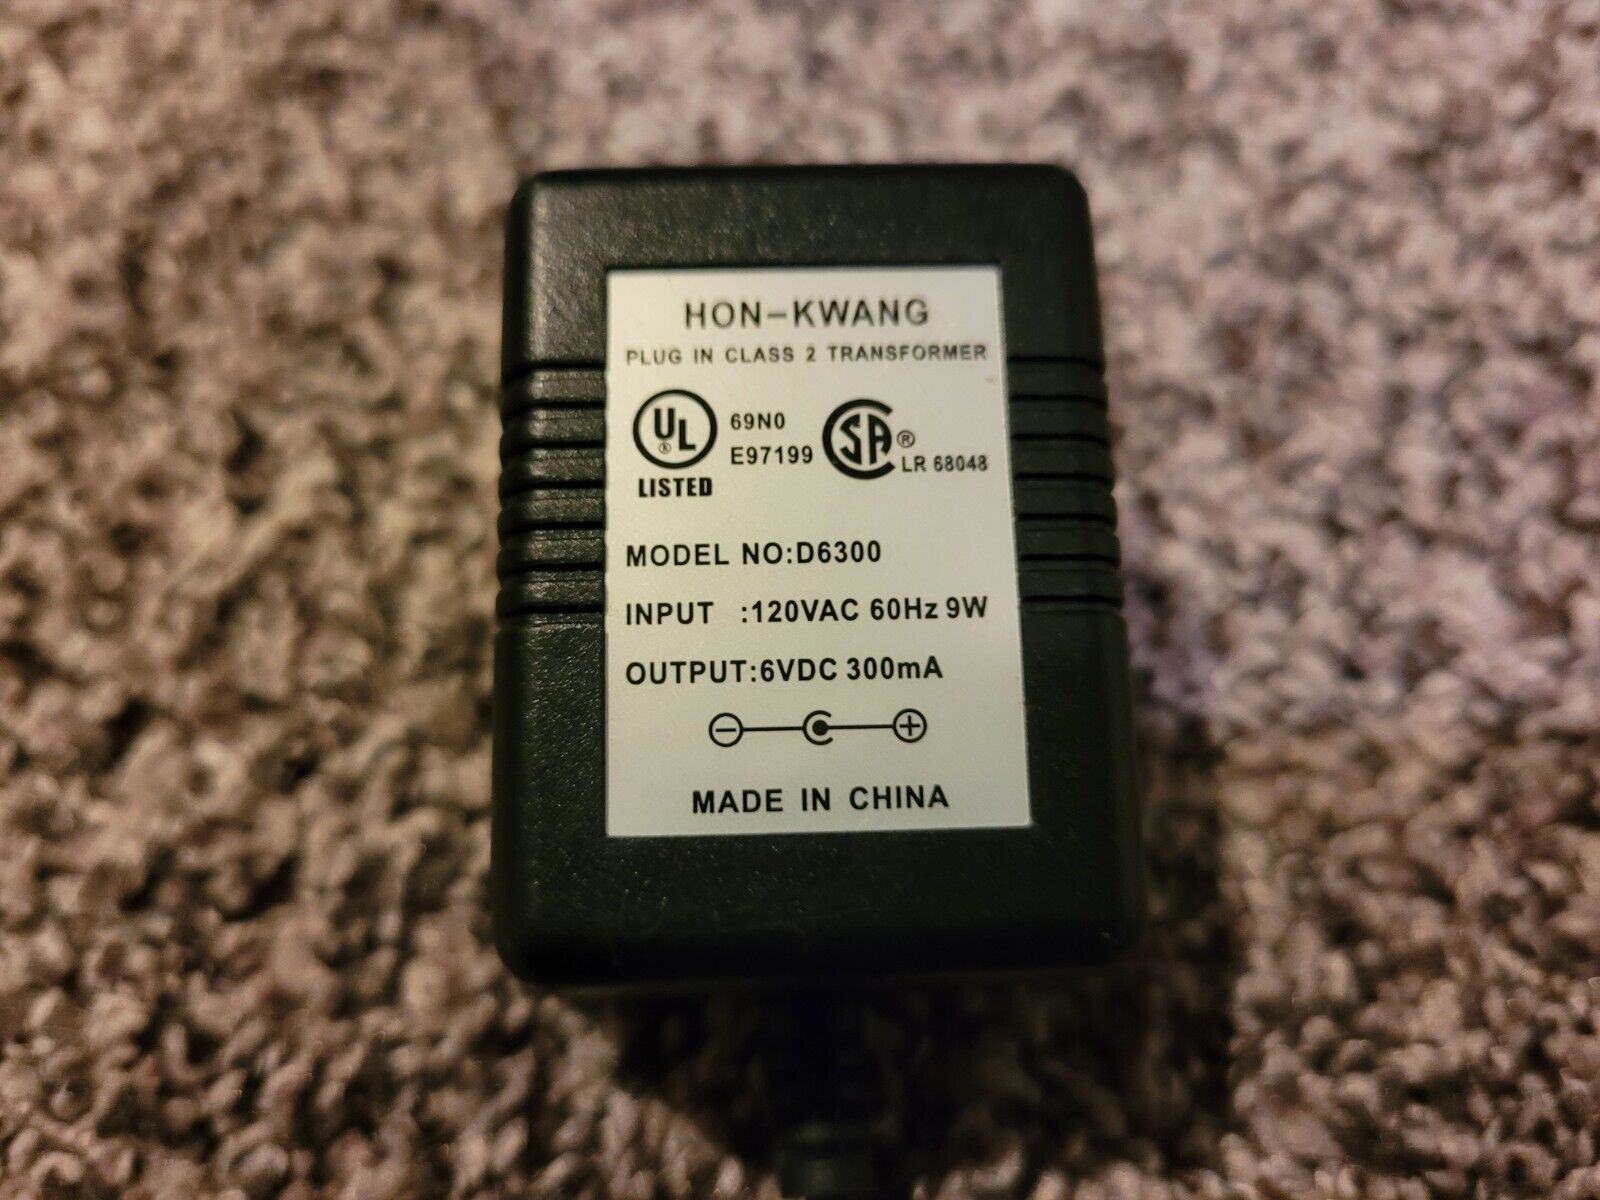 HON-KWANG
PLUG IN CLASS 2 TRANSFORMER
UL LISTED
69N0
E97199
SA ®
LR 68048
MODEL NO:D6300
INPUT :120VAC 60Hz 9W
OUTPUT:6VDC 300mA
MADE IN CHINA